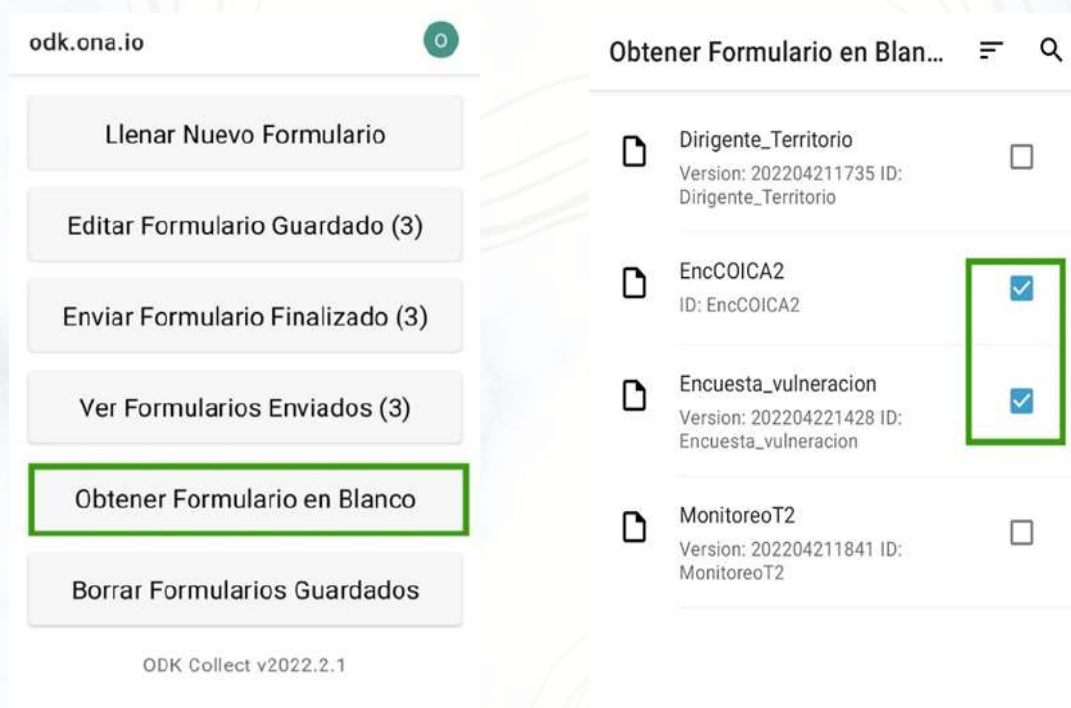 odk.ona.io
O
Llenar Nuevo Formulario
Editar Formulario Guardado (3)
Enviar Formulario Finalizado (3)
Ver Formularios Enviados (3)
Obtener Formulario en Blanco
Borrar Formularios Guardados
ODK Collect v2022.2.1
Obtener Formulario en Blan...
Dirigente_Territorio
Version: 202204211735 ID:
Dirigente_Territorio
EncCOICA2
ID: EncCOICA2
Encuesta_vulneracion
Version: 202204221428 ID:
Encuesta_vulneracion
MonitoreoT2
Version: 202204211841 ID:
MonitoreoT2